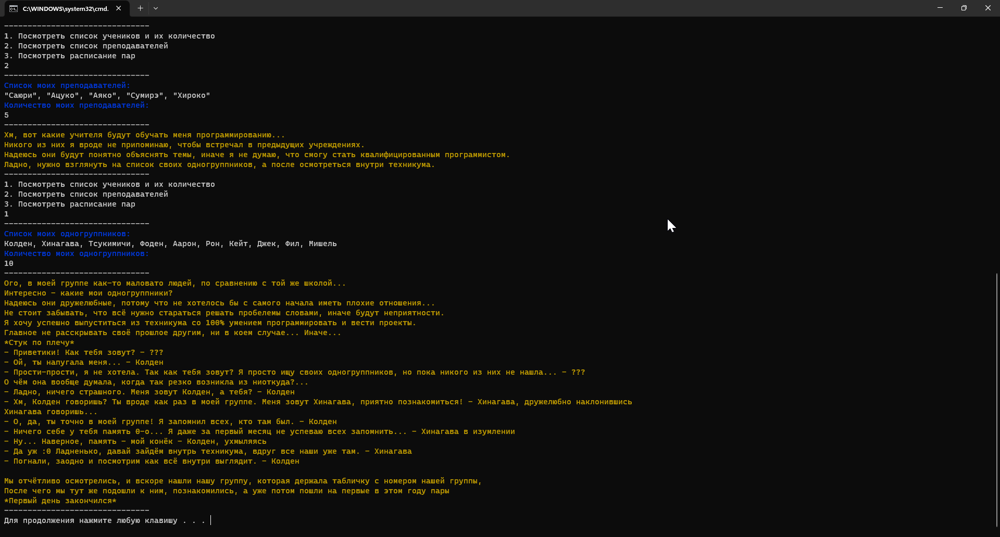 C:\WINDOWS\system32\cmd.
-------------------------------
1. Посмотреть список учеников и их количество
2. Посмотреть список преподавателей
3. Посмотреть расписание пар
2
-------------------------------
Список моих преподавателей:
"Саюри", "Ацуко", "Аяко", "Сумирэ", "Хироко"
Количество моих преподавателей:
5
-------------------------------
Хм, вот какие учителя будут обучать меня программированию...
Никого из них я вроде не припоминаю, чтобы встречал в предыдущих учреждениях.
Надеюсь они будут понятно объяснять темы, иначе я не думаю, что смогу стать квалифицированным программистом.
Ладно, нужно взглянуть на список своих одногруппников, а после осмотреться внутри техникума.
-------------------------------
1. Посмотреть список учеников и их количество
2. Посмотреть список преподавателей
3. Посмотреть расписание пар
1
-------------------------------
Список моих одногруппников:
Колден, Хинагава, Тсукимичи, Фоден, Аарон, Рон, Кейт, Джек, Фил, Мишель
Количество моих одногруппников:
10
-------------------------------
Ого, в моей группе как-то маловато людей, по сравнению с той же школой...
Интересно - какие мои одногруппники?
Надеюсь они дружелюбные, потому что не хотелось бы с самого начала иметь плохие отношения...
Не стоит забывать, что всё нужно стараться решать пробелемы словами, иначе будут неприятности.
Я хочу успешно выпуститься из техникума со 100% умением программировать и вести проекты.
Главное не расскрывать своё прошлое другим, ни в коем случае... Иначе...
*Стук по плечу*
- Приветики! Как тебя зовут? - ???
- Ой, ты напугала меня... - Колден
- Прости-прости, я не хотела. Так как тебя зовут? Я просто ищу своих одногруппников, но пока никого из них не нашла... - ???
О чём она вообще думала, когда так резко возникла из ниоткуда?...
- Ладно, ничего страшного. Меня зовут Колден, а тебя? - Колден
- Хм, Колден говоришь? Ты вроде как раз в моей группе. Меня зовут Хинагава, приятно познакомиться! - Хинагава, дружелюбно наклонившись
Хинагава говоришь...
- О, да, ты точно в моей группе! Я запомнил всех, кто там был. - Колден
- Ничего себе у тебя память 0-о... Я даже за первый месяц не успеваю всех запомнить... - Хинагава в изумлении
- Ну... Наверное, память - мой конёк - Колден, ухмыляясь
- Да уж :0 Ладненько, давай зайдём внутрь техникума, вдруг все наши уже там. - Хинагава
- Погнали, заодно и посмотрим как всё внутри выглядит. - Колден
Мы отчётливо осмотрелись, и вскоре нашли нашу группу, которая держала табличку с номером нашей группы,
После чего мы тут же подошли к ним, познакомились, а уже потом пошли на первые в этом году пары
*Первый день закончился*
-------------------------------
Для продолжения нажмите любую клавишу . . .